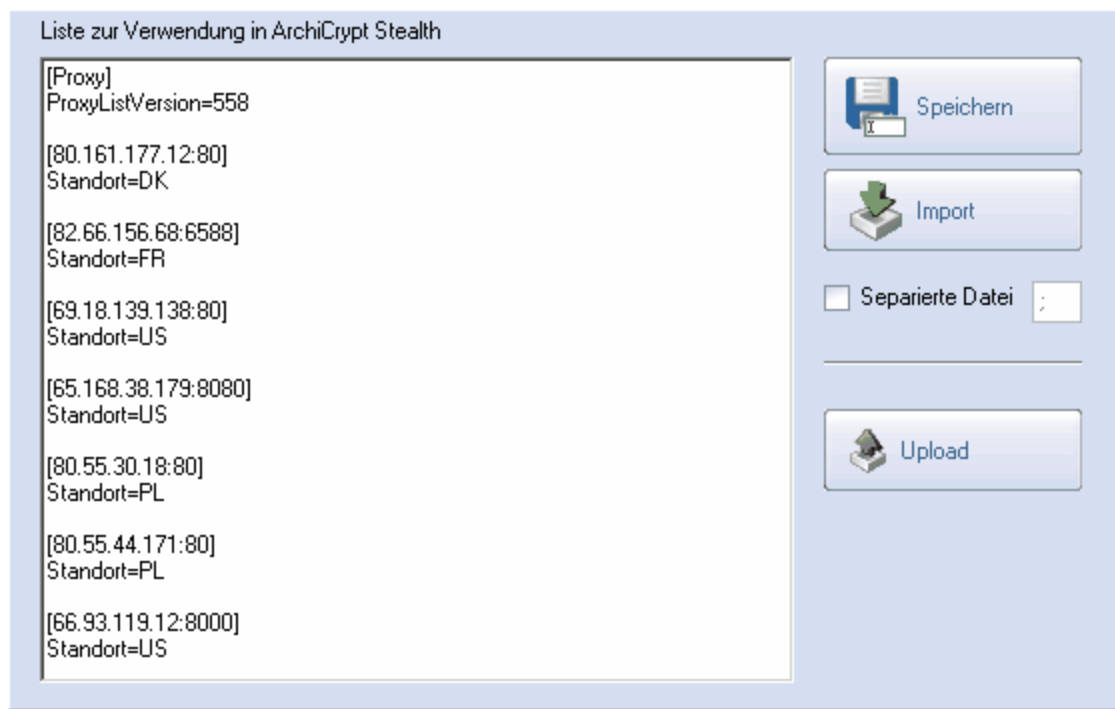 Liste zur Verwendung in ArchiCrypt Stealth
[Proxy]
ProxyListVersion=558
[80.161.177.12:80]
Standort=DK
[82.66.156.68:6588]
Standort=FR
[69.18.139.138:80]
Standort=US
[65.168.38.179:8080]
Standort=US
[80.55.30.18:80]
Standort=PL
[80.55.44.171:80]
Standort=PL
[66.93.119.12:8000]
Standort=US
Speichern
Import
Separierte Datei ;
Upload